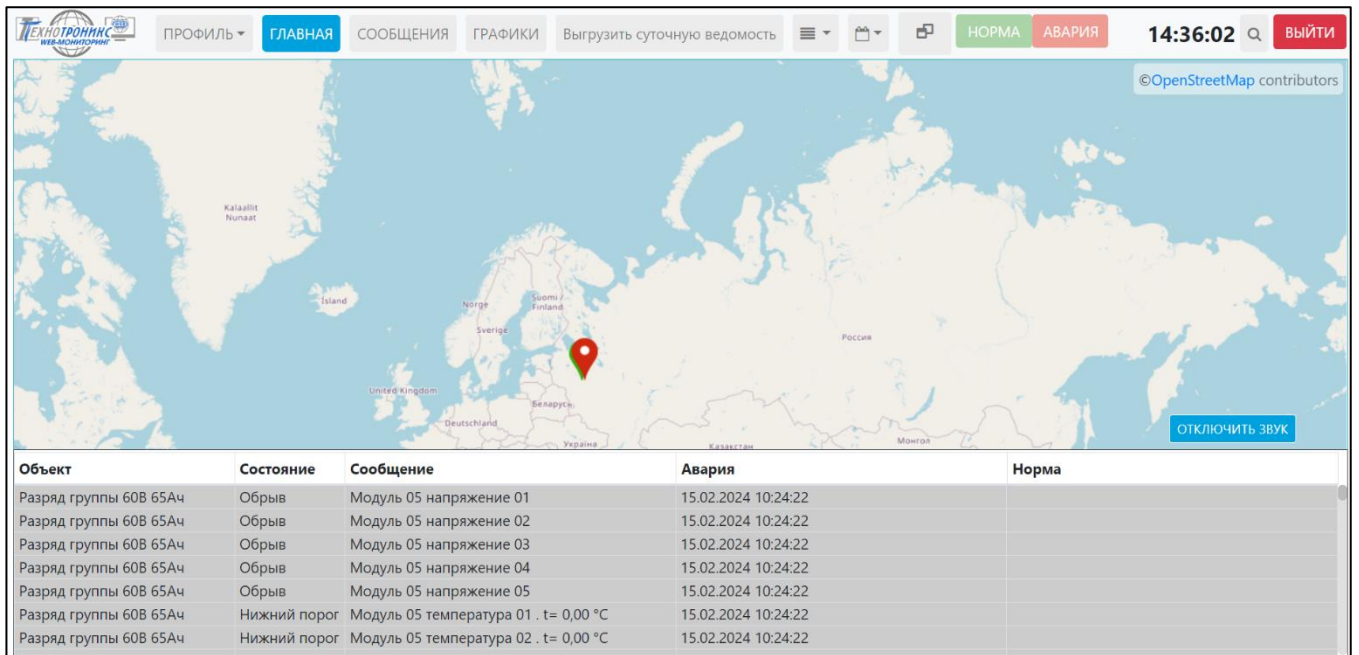 ТЕХНОТРОНИКС
WEB-МОНИТОРИНГ
ПРОФИЛЬ ГЛАВНАЯ СООБЩЕНИЯ ГРАФИКИ Выгрузить суточную ведомость НОРМА АВАРИЯ 14:36:02 ВЫЙТИ
©OpenStreetMap contributors
Kalaallit
Nunaat
Ísland
Norge
Suomi /
Finland
Sverige
Россия
United Kingdom
Беларусь
Deutschland
Україна
Казахстан
Монгол
ОТКЛЮЧИТЬ ЗВУК
Объект Состояние Сообщение Авария Норма
Разряд группы 60В 65Ач Обрыв Модуль 05 напряжение 01 15.02.2024 10:24:22
Разряд группы 60В 65Ач Обрыв Модуль 05 напряжение 02 15.02.2024 10:24:22
Разряд группы 60В 65Ач Обрыв Модуль 05 напряжение 03 15.02.2024 10:24:22
Разряд группы 60В 65Ач Обрыв Модуль 05 напряжение 04 15.02.2024 10:24:22
Разряд группы 60В 65Ач Обрыв Модуль 05 напряжение 05 15.02.2024 10:24:22
Разряд группы 60В 65Ач Нижний порог Модуль 05 температура 01 . t= 0,00 °C 15.02.2024 10:24:22
Разряд группы 60В 65Ач Нижний порог Модуль 05 температура 02 . t= 0,00 °C 15.02.2024 10:24:22